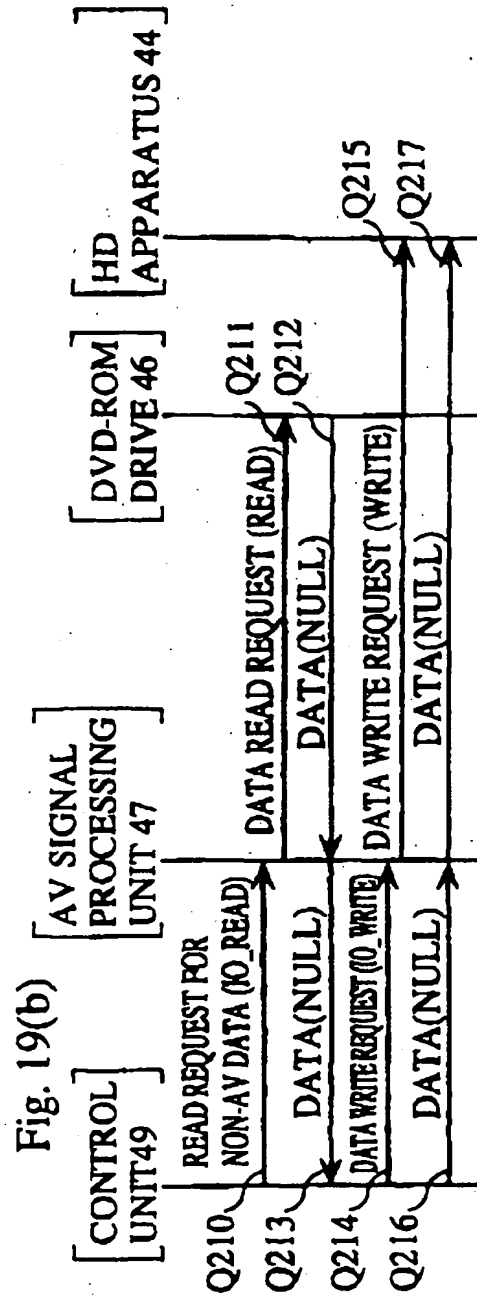 Fig. 19(b)
CONTROL
UNIT49
AV SIGNAL
PROCESSING
UNIT 47
DVD-ROM
DRIVE 46
HD
APPARATUS 44
Q210
READ REQUEST FOR
NON-AV DATA (IO_READ)
DATA READ REQUEST (READ)
Q211
Q213
DATA(NULL)
DATA(NULL)
Q212
Q214
DATA WRITE REQUEST (IO_WRITE)
DATA WRITE REQUEST (WRITE)
Q215
Q216
DATA(NULL)
DATA(NULL)
Q217